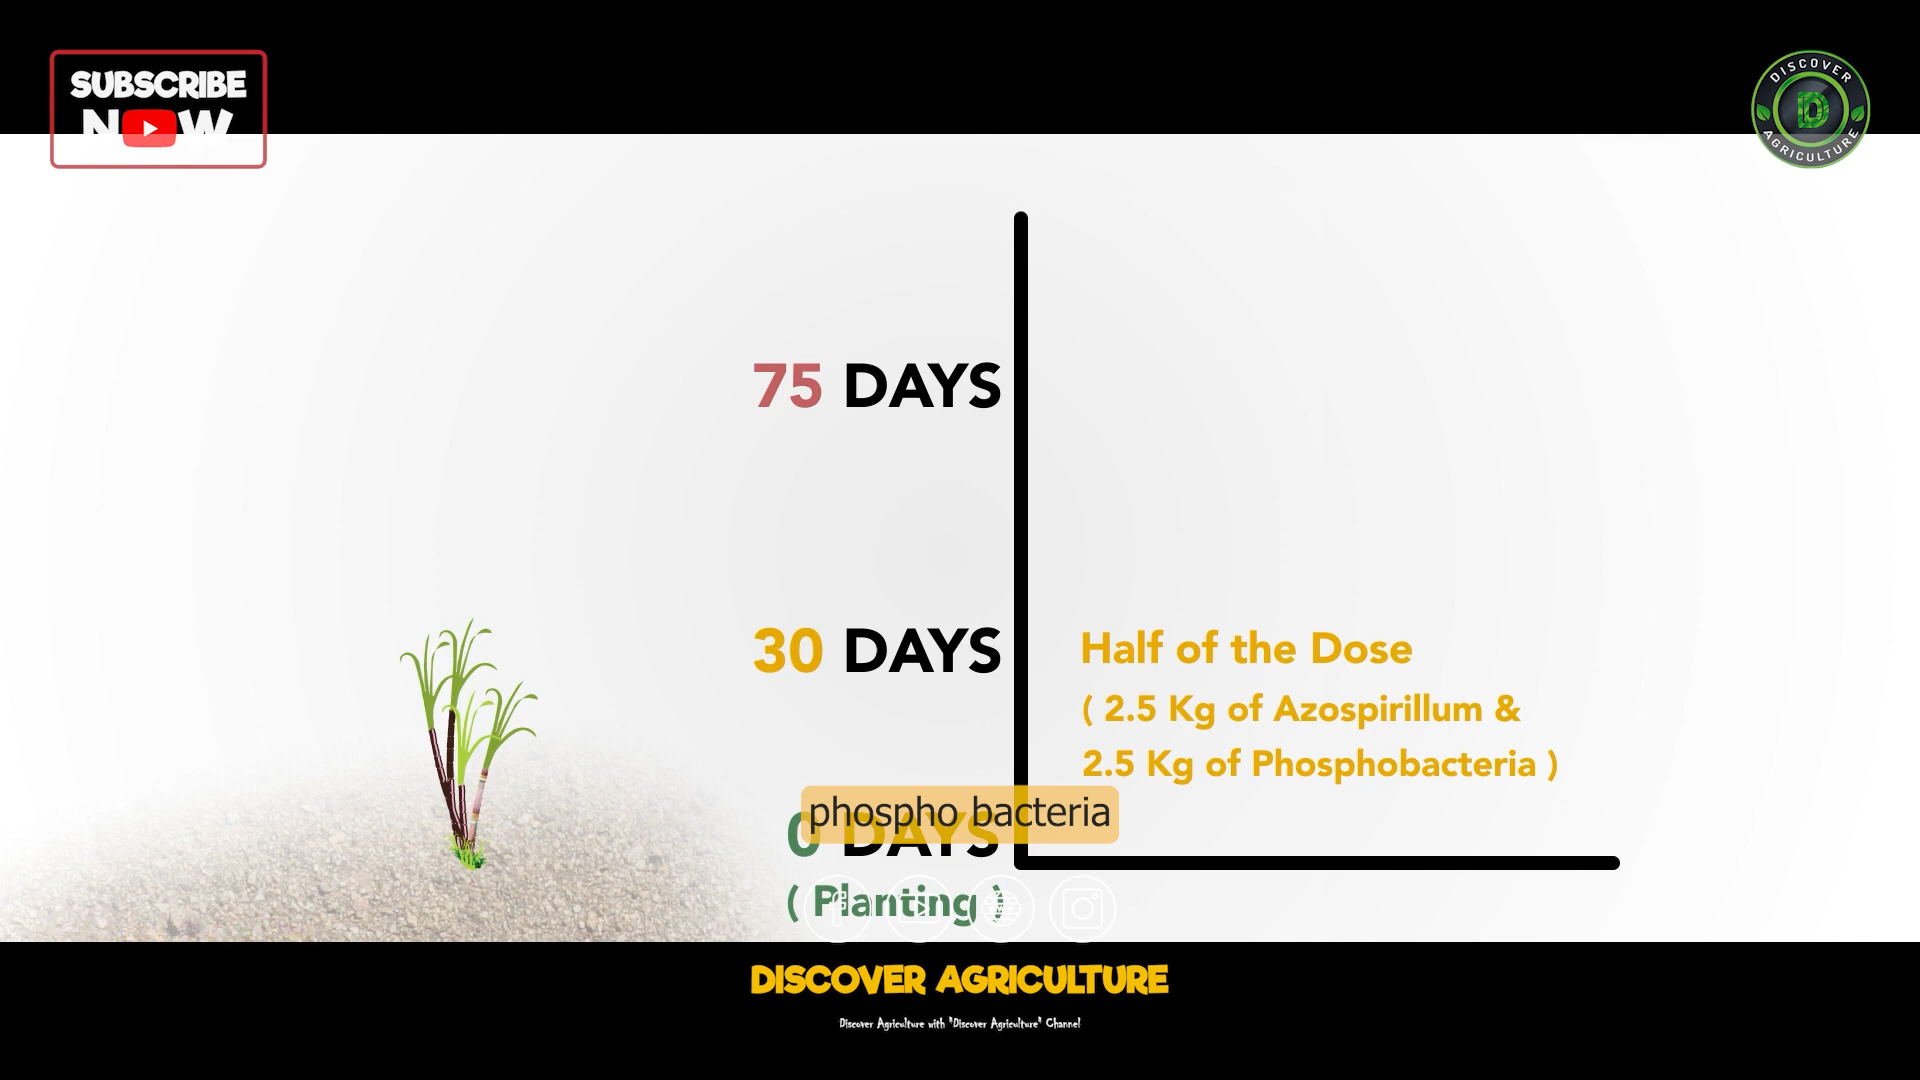 SUBSCRIBE
NOW
DISCOVER
D
AGRICULTURE
75 DAYS
30 DAYS
Half of the Dose
( 2.5 Kg of Azospirillum &
2.5 Kg of Phosphobacteria )
phospho bacteria
0 DAYS
( Planting )
DISCOVER AGRICULTURE
Discover Agriculture with "Discover Agriculture" Channel